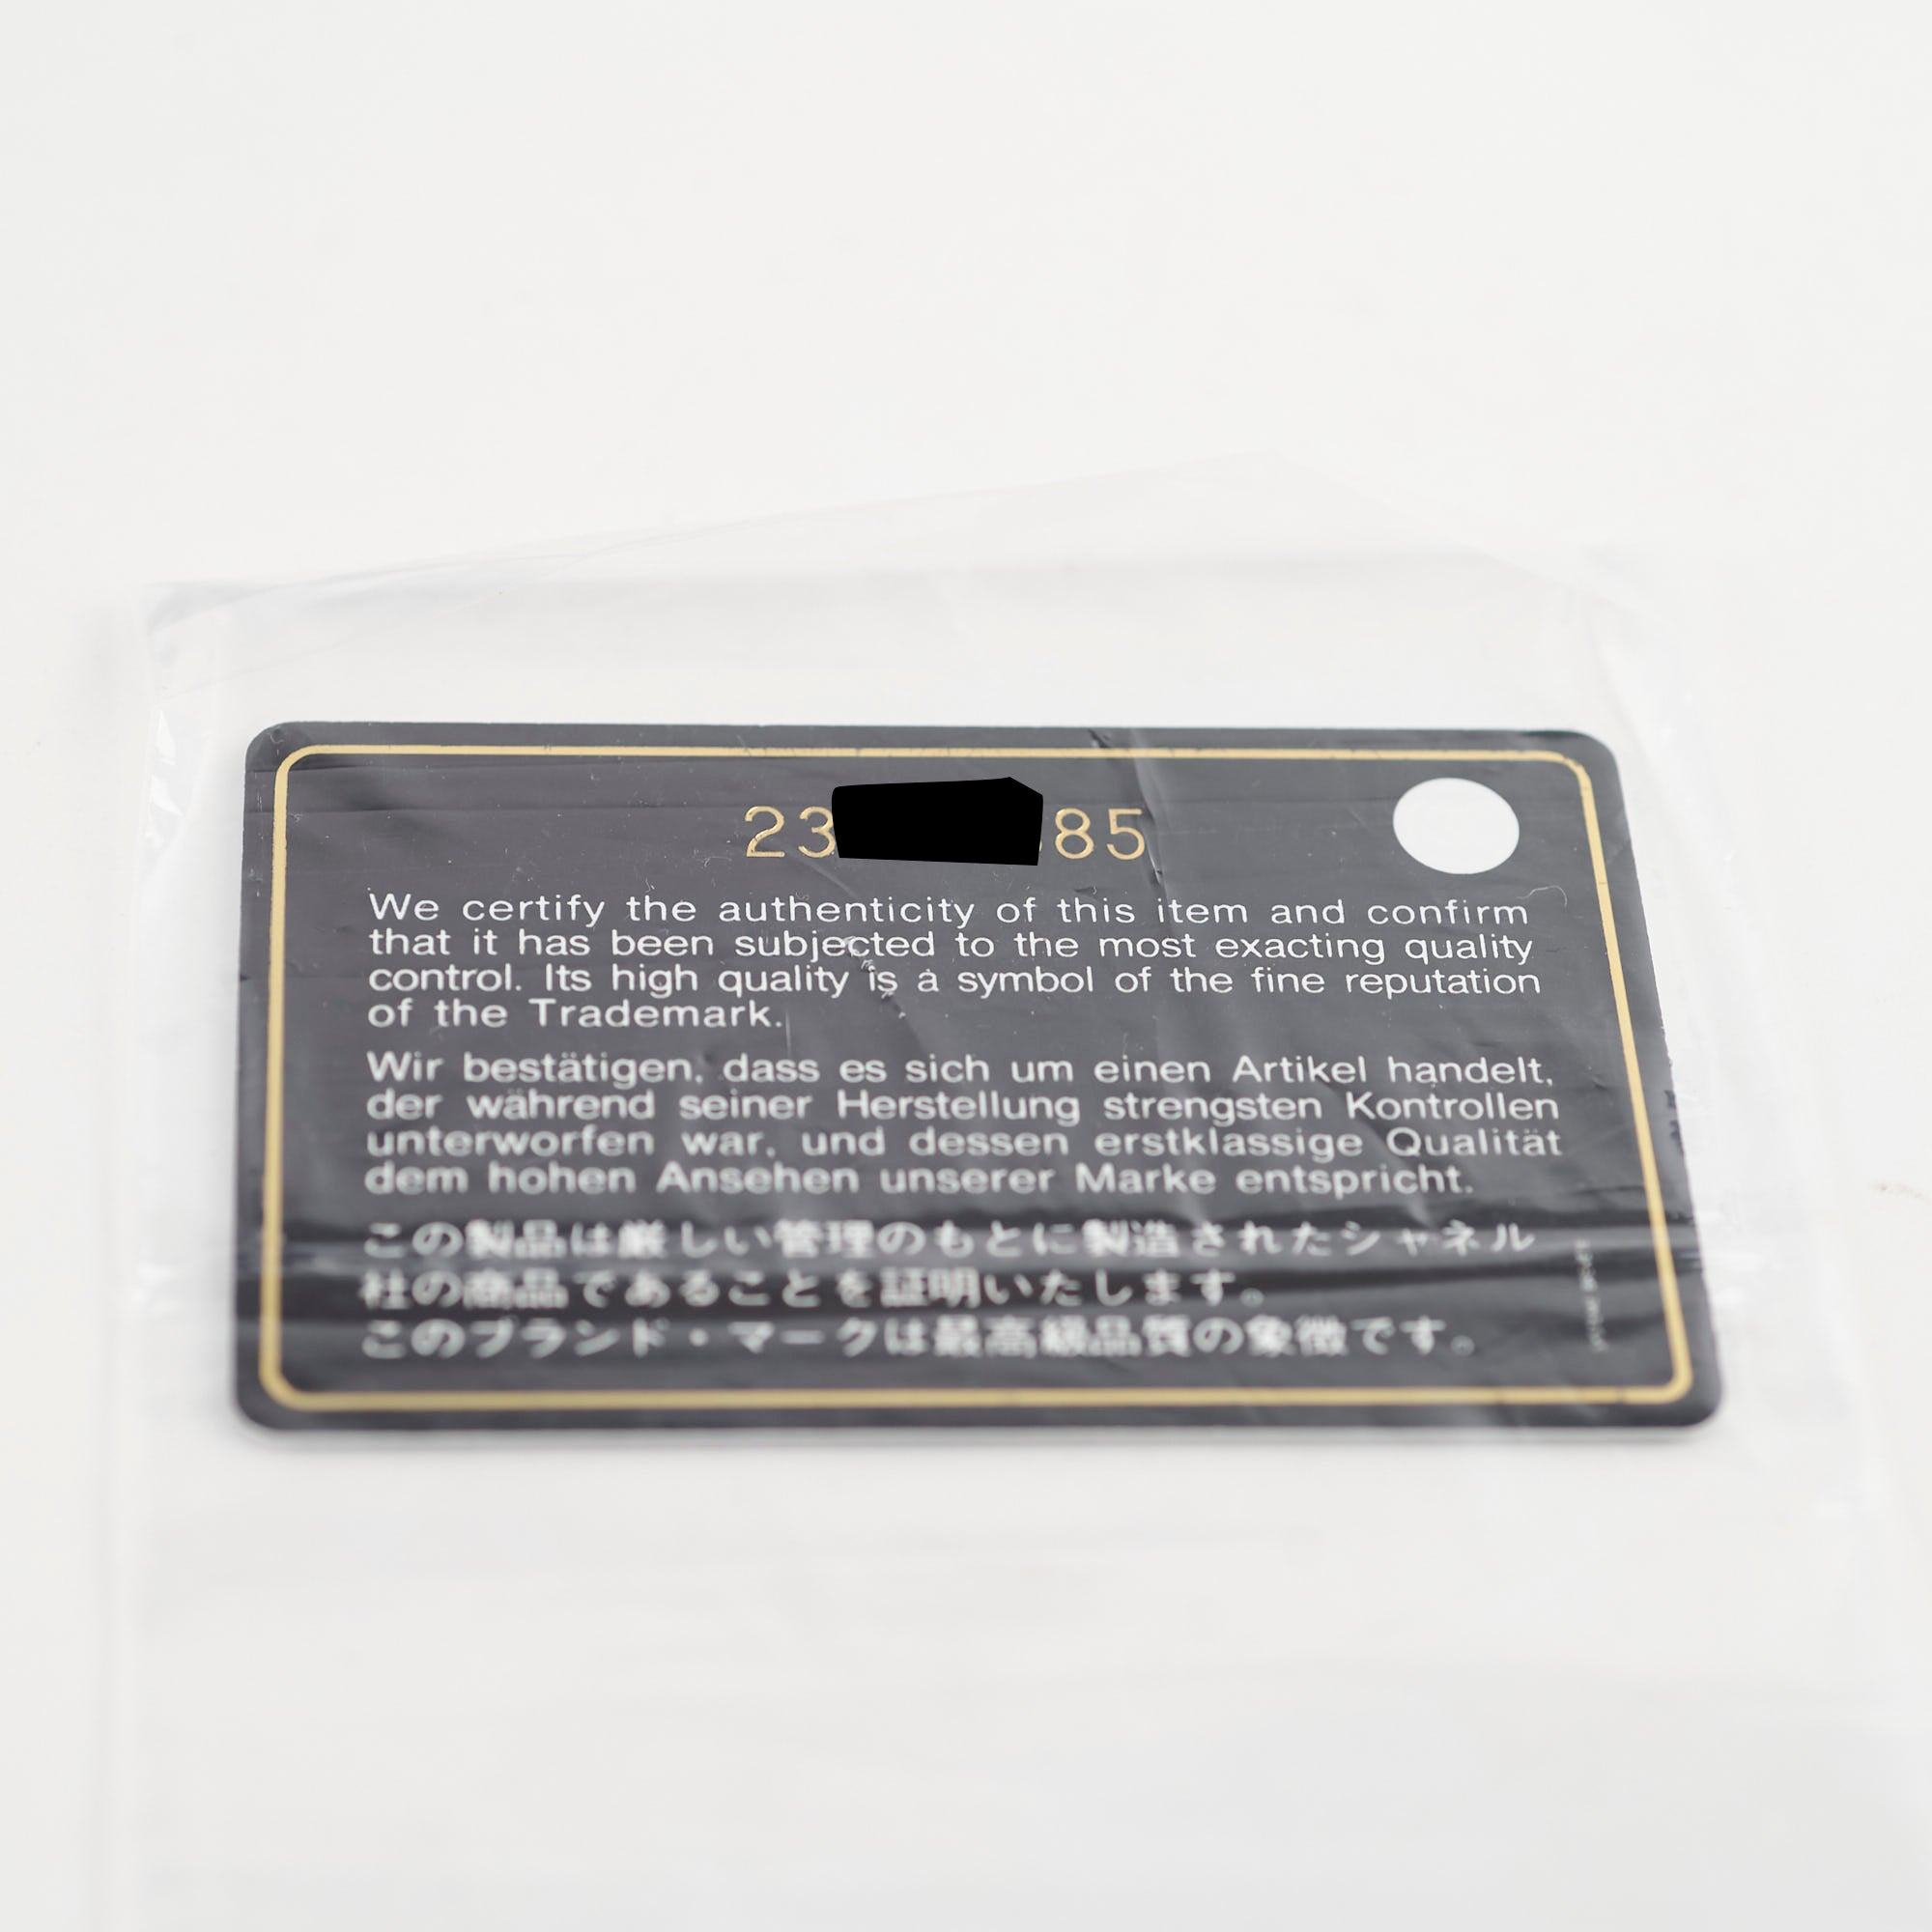 23 85
We certify the authenticity of this item and confirm
that it has been subjected to the most exacting quality
control. Its high quality is a symbol of the fine reputation
of the Trademark.
Wir bestätigen, dass es sich um einen Artikel handelt,
der während seiner Herstellung strengsten Kontrollen
unterworfen war, und dessen erstklassige Qualität
dem hohen Ansehen unserer Marke entspricht.
この製品は厳しい管理のもとに製造されたシャネル
社の商品であることを証明いたします。
このブランド・マークは最高級品質の象徴です。